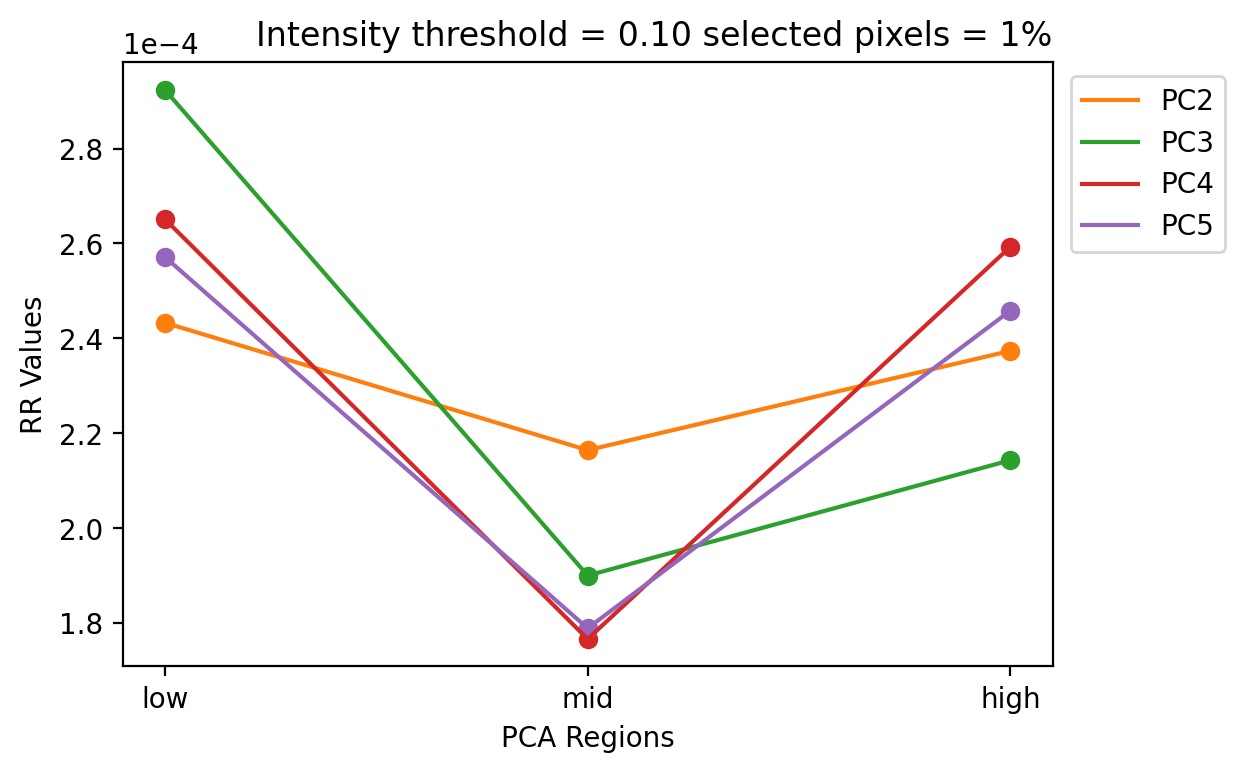 Intensity threshold = 0.10 selected pixels = 1%
1e−4
2.8
2.6
2.4
2.2
2.0
1.8
RR Values
low
mid
high
PCA Regions
PC2
PC3
PC4
PC5